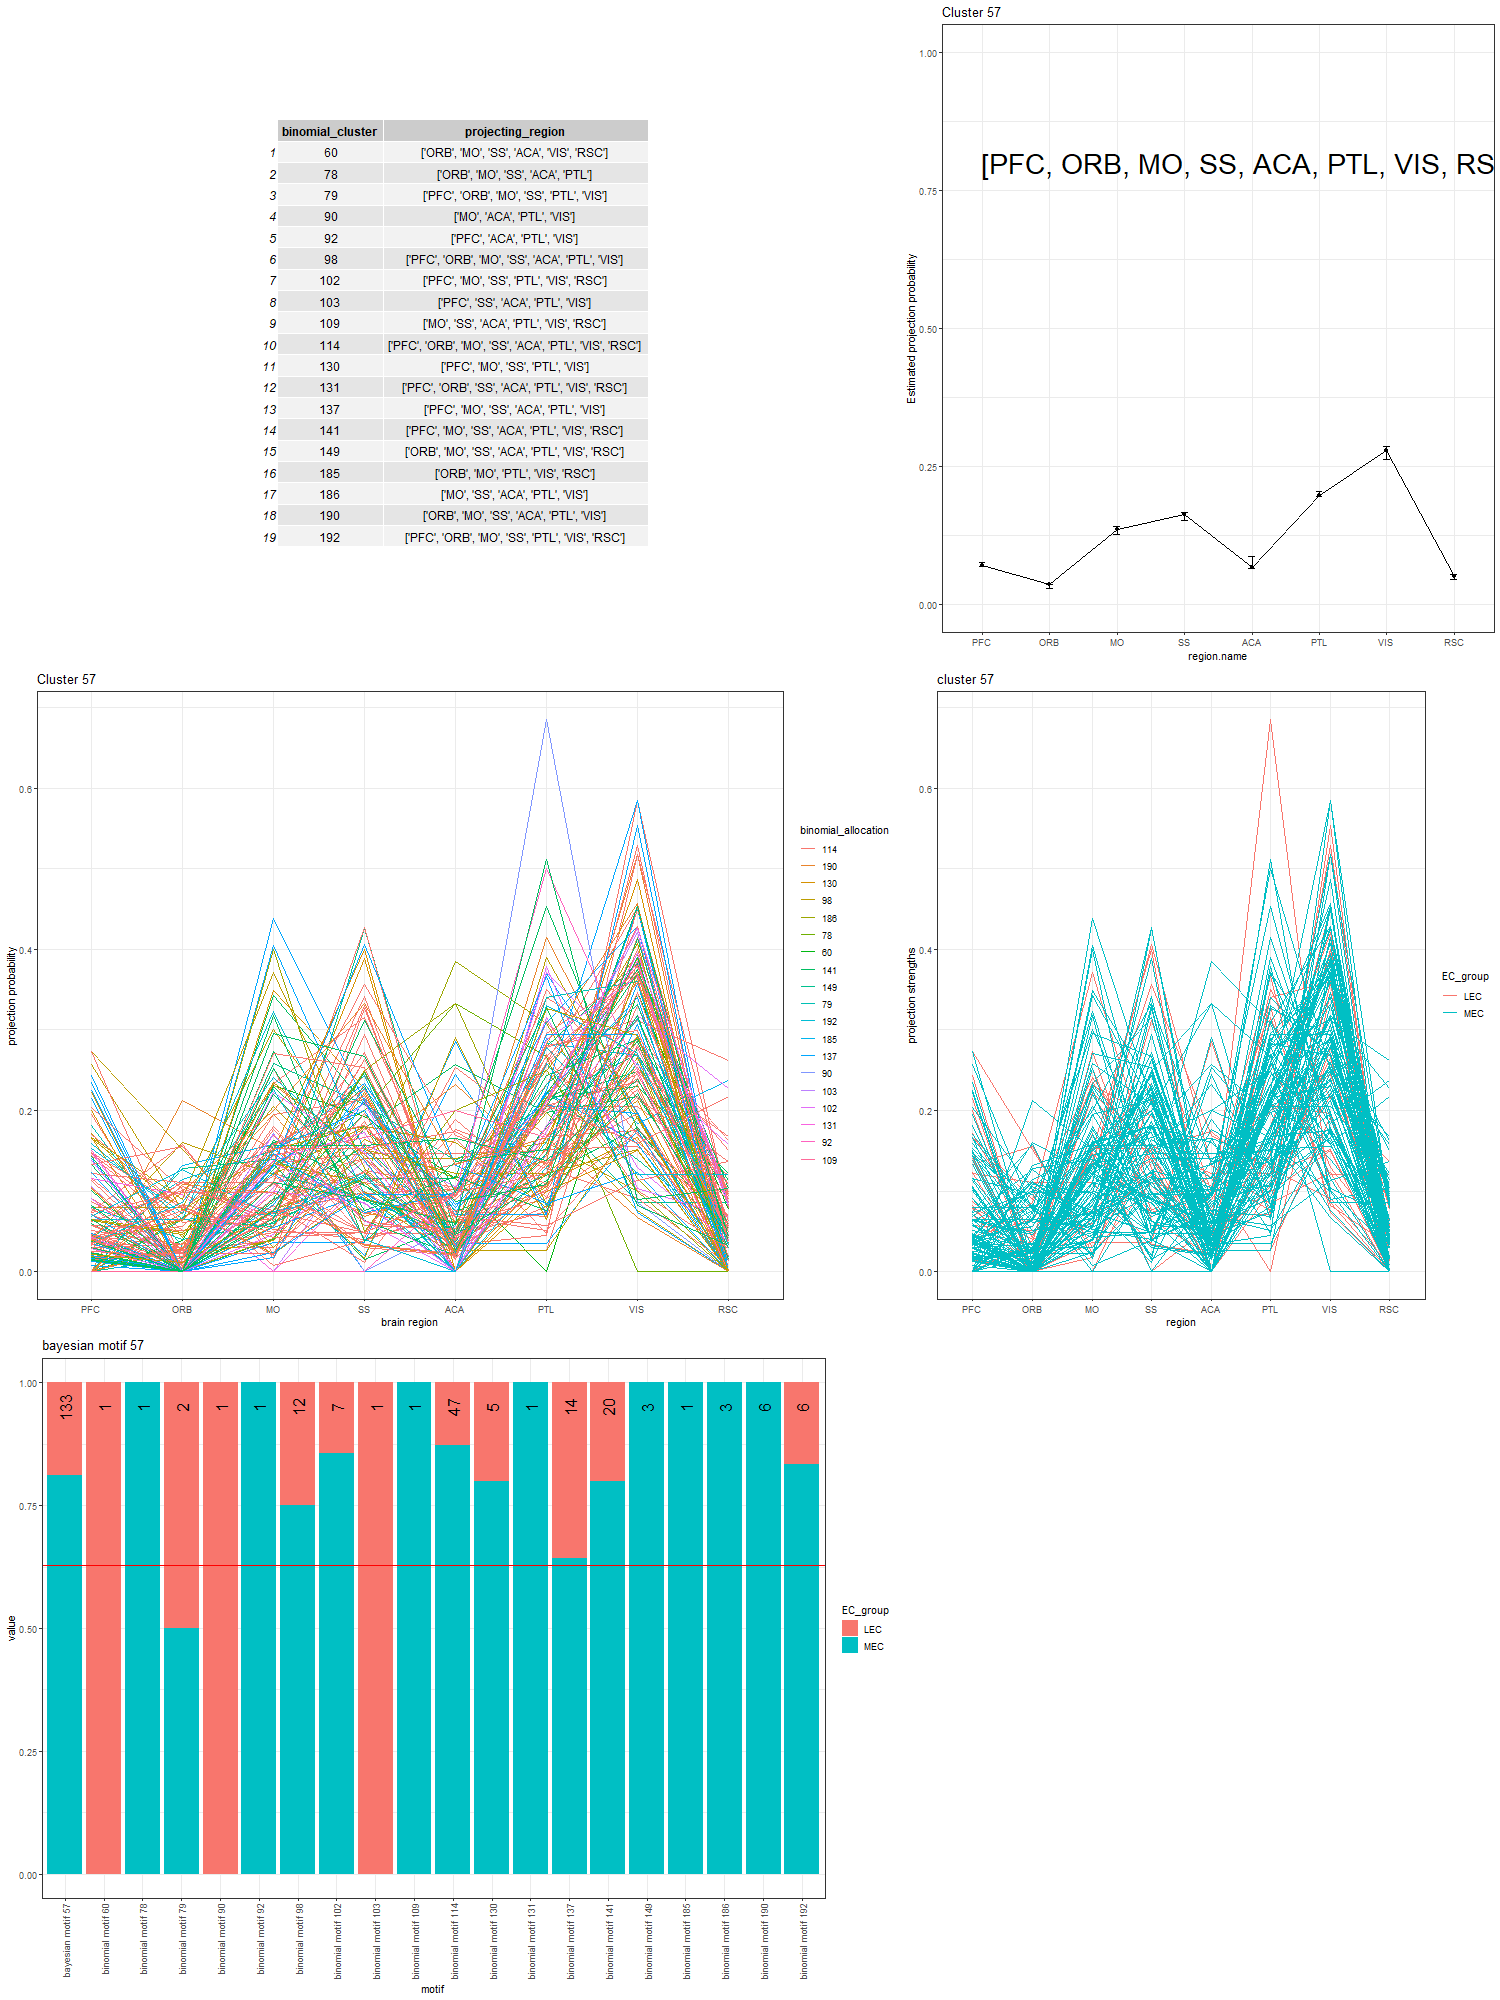 binomial_cluster projecting_region
1 60 ['ORB', 'MO', 'SS', 'ACA', 'VIS', 'RSC']
2 78 ['ORB', 'MO', 'SS', 'ACA', 'PTL']
3 79 ['PFC', 'ORB', 'MO', 'SS', 'PTL', 'VIS']
4 90 ['MO', 'ACA', 'PTL', 'VIS']
5 92 ['PFC', 'ACA', 'PTL', 'VIS']
6 98 ['PFC', 'ORB', 'MO', 'SS', 'ACA', 'PTL', 'VIS']
7 102 ['PFC', 'MO', 'SS', 'PTL', 'VIS', 'RSC']
8 103 ['PFC', 'SS', 'ACA', 'PTL', 'VIS']
9 109 ['MO', 'SS', 'ACA', 'PTL', 'VIS', 'RSC']
10 114 ['PFC', 'ORB', 'MO', 'SS', 'ACA', 'PTL', 'VIS', 'RSC']
11 130 ['PFC', 'MO', 'SS', 'PTL', 'VIS']
12 131 ['PFC', 'ORB', 'SS', 'ACA', 'PTL', 'VIS', 'RSC']
13 137 ['PFC', 'MO', 'SS', 'ACA', 'PTL', 'VIS']
14 141 ['PFC', 'MO', 'SS', 'ACA', 'PTL', 'VIS', 'RSC']
15 149 ['ORB', 'MO', 'SS', 'ACA', 'PTL', 'VIS', 'RSC']
16 185 ['ORB', 'MO', 'PTL', 'VIS', 'RSC']
17 186 ['MO', 'SS', 'ACA', 'PTL', 'VIS']
18 190 ['ORB', 'MO', 'SS', 'ACA', 'PTL', 'VIS']
19 192 ['PFC', 'ORB', 'MO', 'SS', 'PTL', 'VIS', 'RSC']
Cluster 57
Estimated projection probability
1.00
0.75
0.50
0.25
0.00
[PFC, ORB, MO, SS, ACA, PTL, VIS, RS
PFC ORB MO SS ACA PTL VIS RSC
region.name
Cluster 57
projection probability
0.6
0.4
0.2
0.0
PFC ORB MO SS ACA PTL VIS RSC
brain region
binomial_allocation
114
190
130
98
186
78
60
141
149
79
192
185
137
90
103
102
131
92
109
cluster 57
projection strengths
0.6
0.4
0.2
0.0
PFC ORB MO SS ACA PTL VIS RSC
region
EC_group
LEC
MEC
bayesian motif 57
value
1.00
0.75
0.50
0.25
0.00
133 1 1 2 1 1 12 7 1 1 47 5 1 14 20 3 1 3 6 6
bayesian motif 57
binomial motif 60
binomial motif 78
binomial motif 79
binomial motif 90
binomial motif 92
binomial motif 98
binomial motif 102
binomial motif 103
binomial motif 109
binomial motif 114
binomial motif 130
binomial motif 131
binomial motif 137
binomial motif 141
binomial motif 149
binomial motif 185
binomial motif 186
binomial motif 190
binomial motif 192
motif
EC_group
LEC
MEC